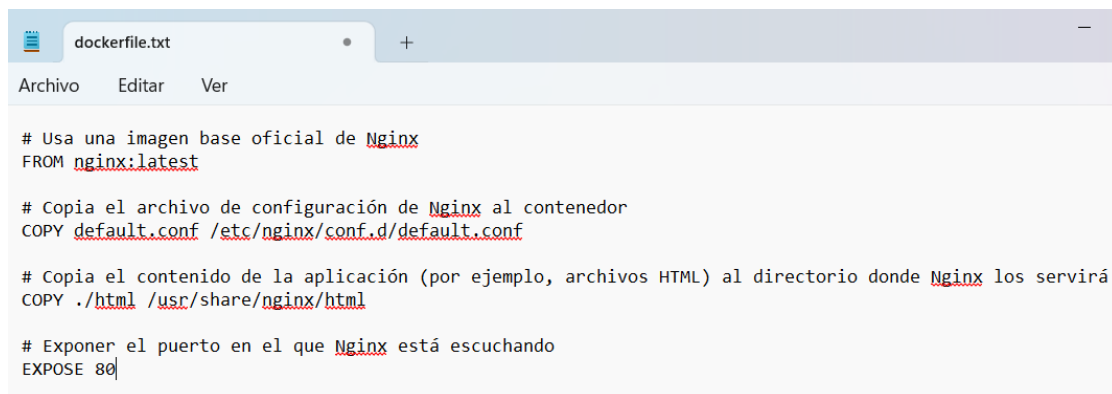 dockerfile.txt
Archivo Editar Ver
# Usa una imagen base oficial de Nginx
FROM nginx:latest
# Copia el archivo de configuración de Nginx al contenedor
COPY default.conf /etc/nginx/conf.d/default.conf
# Copia el contenido de la aplicación (por ejemplo, archivos HTML) al directorio donde Nginx los servirá
COPY ./html /usr/share/nginx/html
# Exponer el puerto en el que Nginx está escuchando
EXPOSE 80